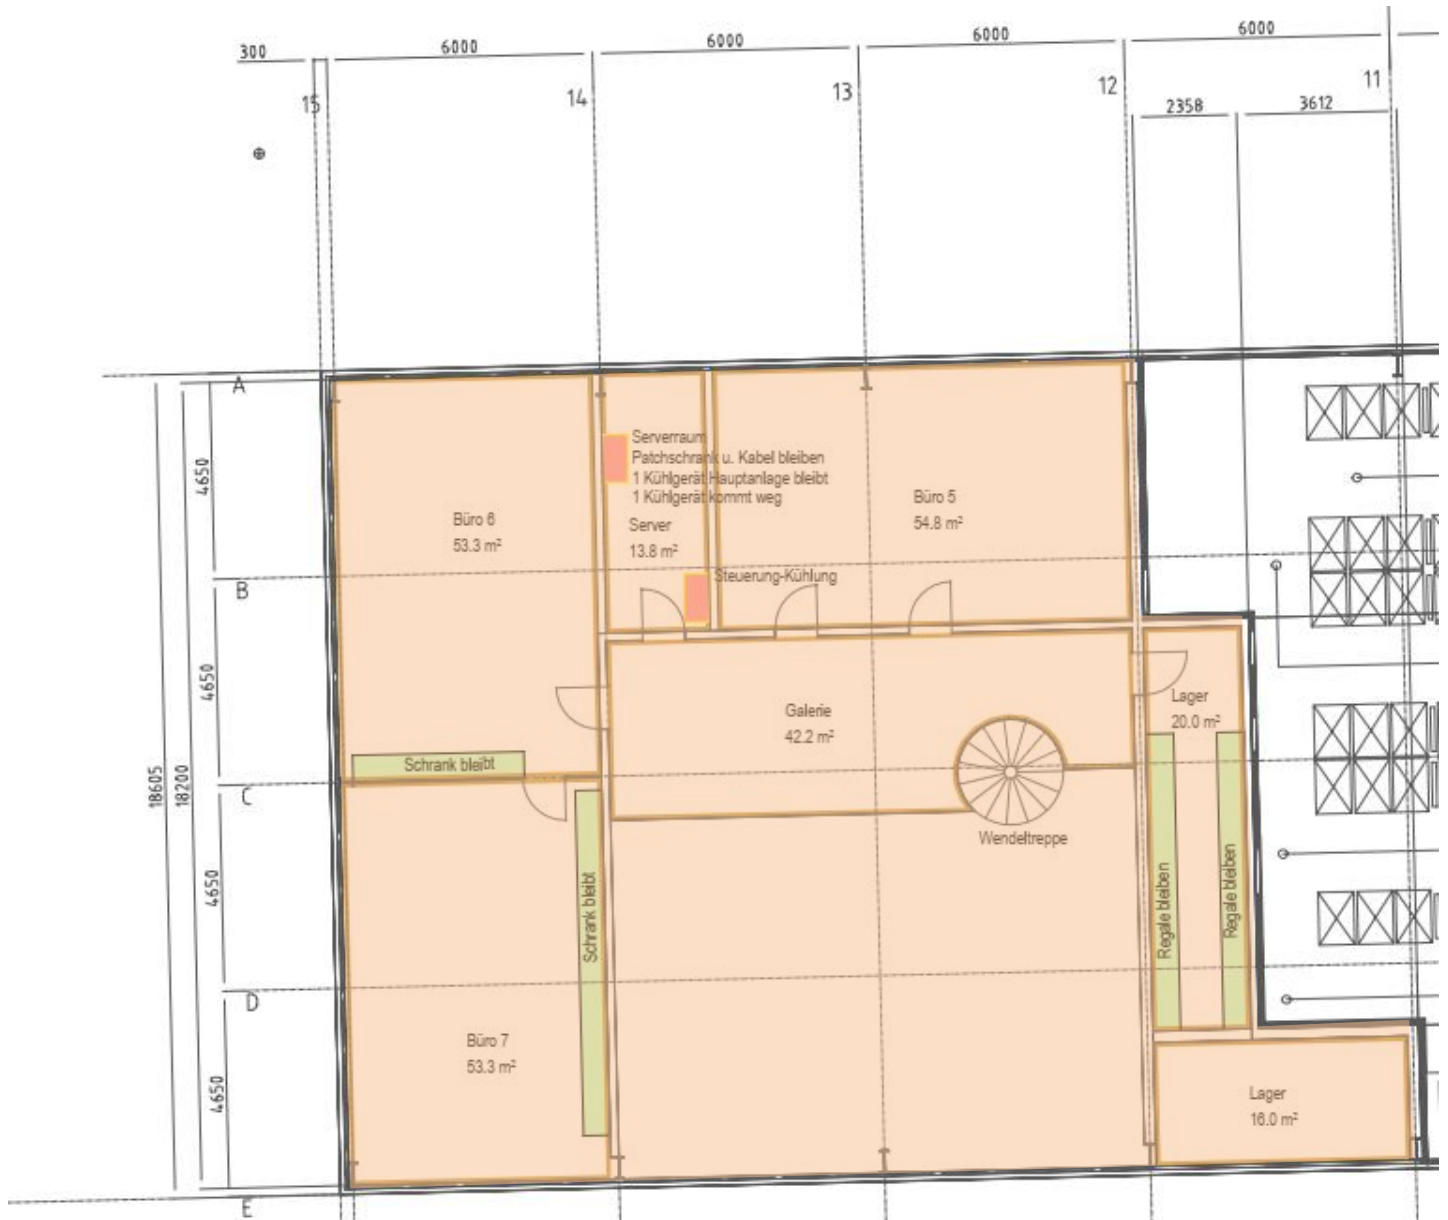 300
6000
6000
6000
6000
15
14
13
12
11
2358
3612
A
B
C
D
E
4650
4650
4650
4650
18605
18200
Serverraum
Patchschrank u. Kabel bleiben
1 Kühlgerät Hauptanlage bleibt
1 Kühlgerät kommt weg
Server
13.8 m²
Steuerung-Kühlung
Büro 5
54.8 m²
Büro 6
53.3 m²
Schrank bleibt
Galerie
42.2 m²
Wendeltreppe
Lager
20.0 m²
Regale bleiben
Regale bleiben
Schrank bleibt
Büro 7
53.3 m²
Lager
16.0 m²